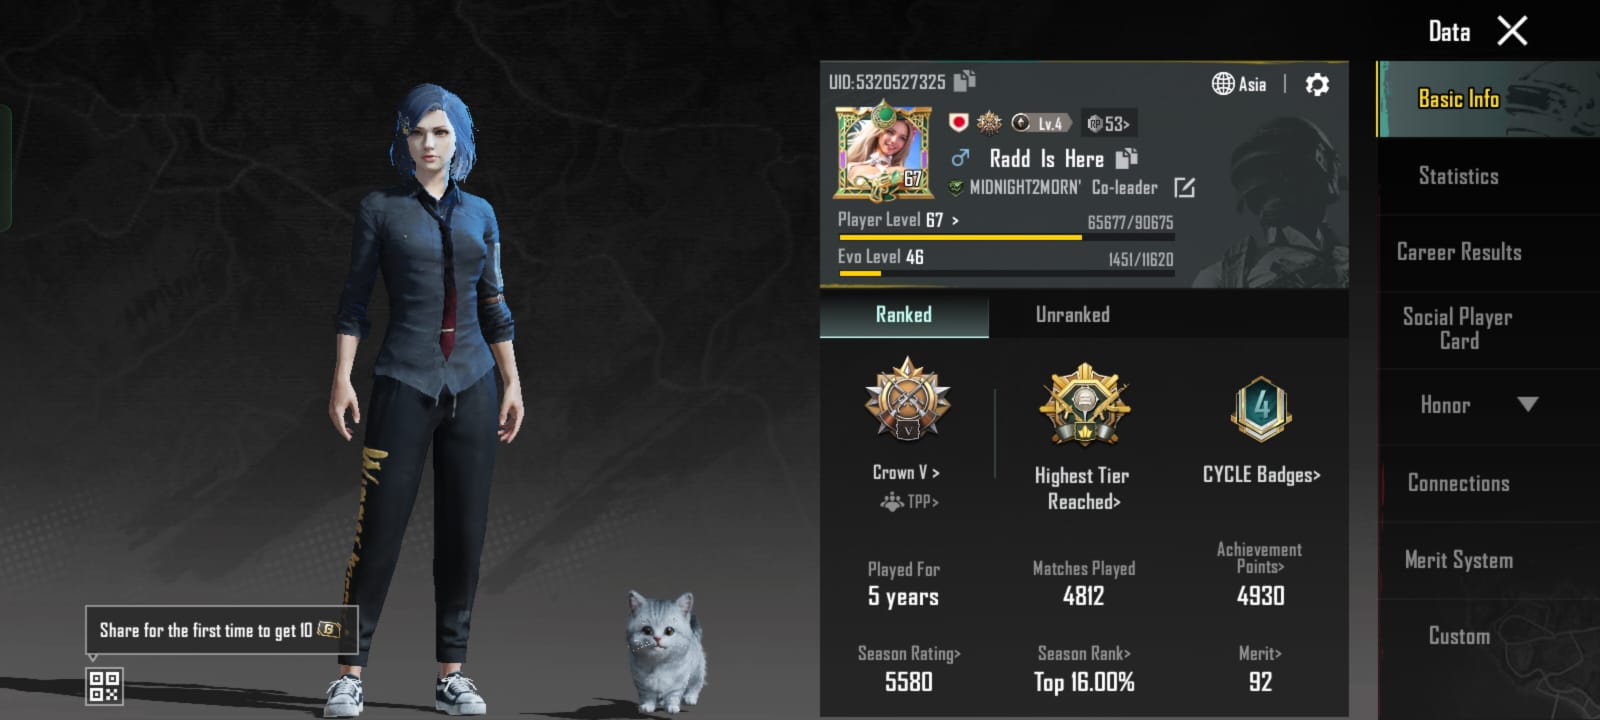 Data
UID:5320527325
Asia
Lv.4
RP 53>
67
Radd Is Here
MIDNIGHT2MORN' Co-leader
Player Level 67 >
65677/90675
Evo Level 46
1451/11620
Ranked
Unranked
V
4
Crown V >
TPP>
Highest Tier
Reached>
CYCLE Badges>
Played For
5 years
Matches Played
4812
Achievement
Points>
4930
Season Rating>
5580
Season Rank>
Top 16.00%
Merit>
92
Basic Info
Statistics
Career Results
Social Player
Card
Honor
Connections
Merit System
Custom
Share for the first time to get 10